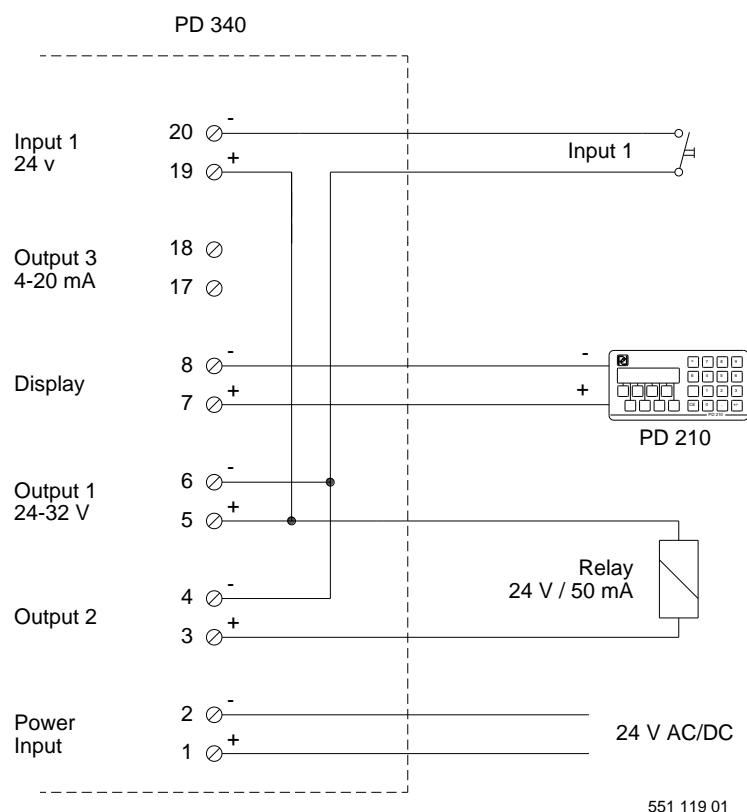 PD 340
Input 1
24 v
20 -
19 +
Input 1
Output 3
4-20 mA
18
17
Display
8 -
7 +
-
+
PD 210
PD 210
Output 1
24-32 V
6 -
5 +
Relay
24 V / 50 mA
Output 2
4 -
3 +
Power
Input
2 -
1 +
24 V AC/DC
551 119 01